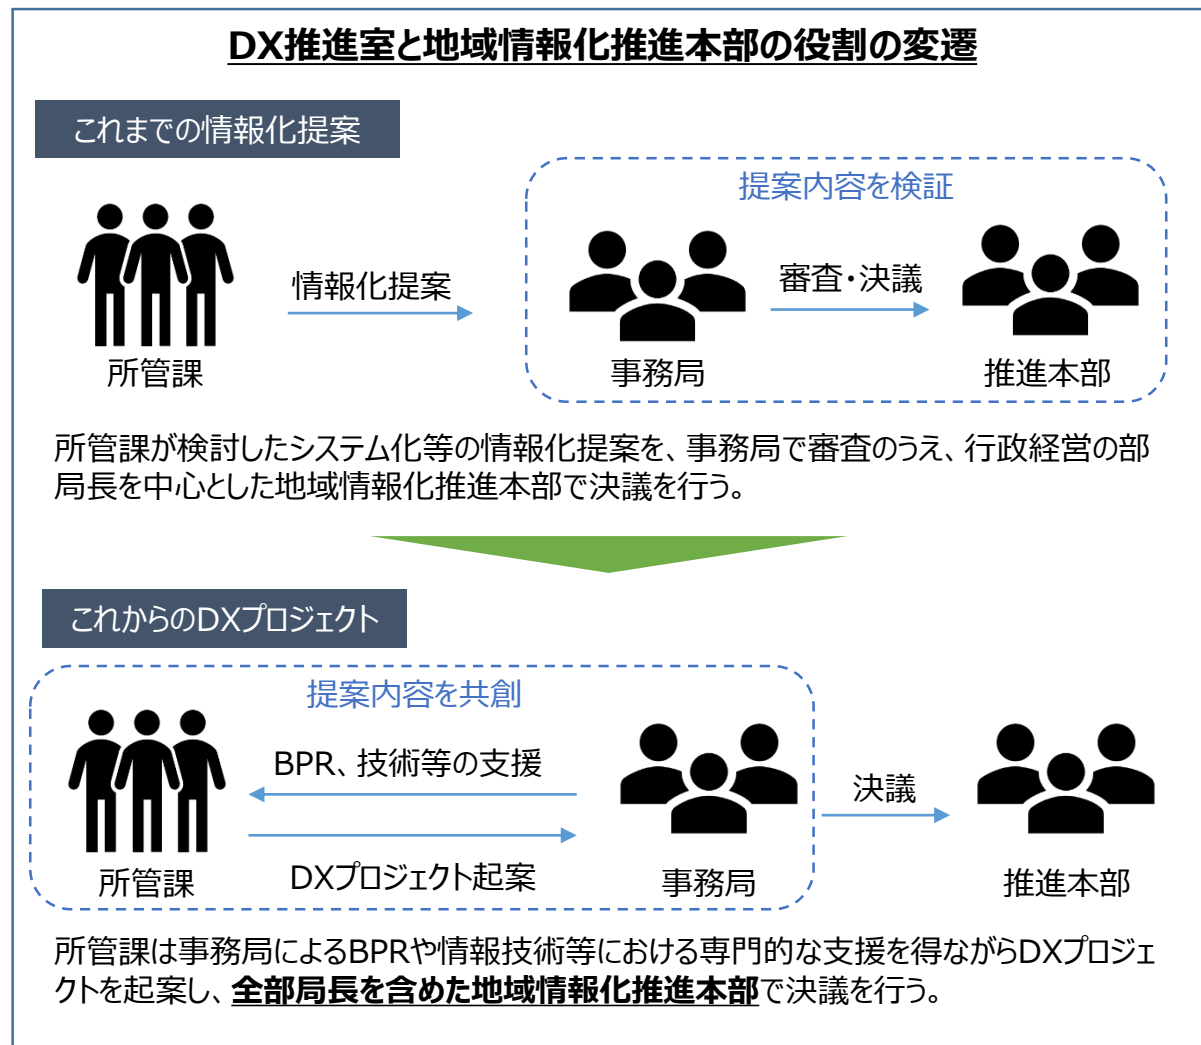 DX推進室と地域情報化推進本部の役割の変遷
これまでの情報化提案
提案内容を検証
情報化提案
審査・決議
所管課
事務局
推進本部
所管課が検討したシステム化等の情報化提案を、事務局で審査のうえ、行政経営の部
局長を中心とした地域情報化推進本部で決議を行う。
これからのDXプロジェクト
提案内容を共創
BPR、技術等の支援
決議
DXプロジェクト起案
所管課
事務局
推進本部
所管課は事務局によるBPRや情報技術等における専門的な支援を得ながらDXプロジェ
クトを起案し、全部局長を含めた地域情報化推進本部で決議を行う。